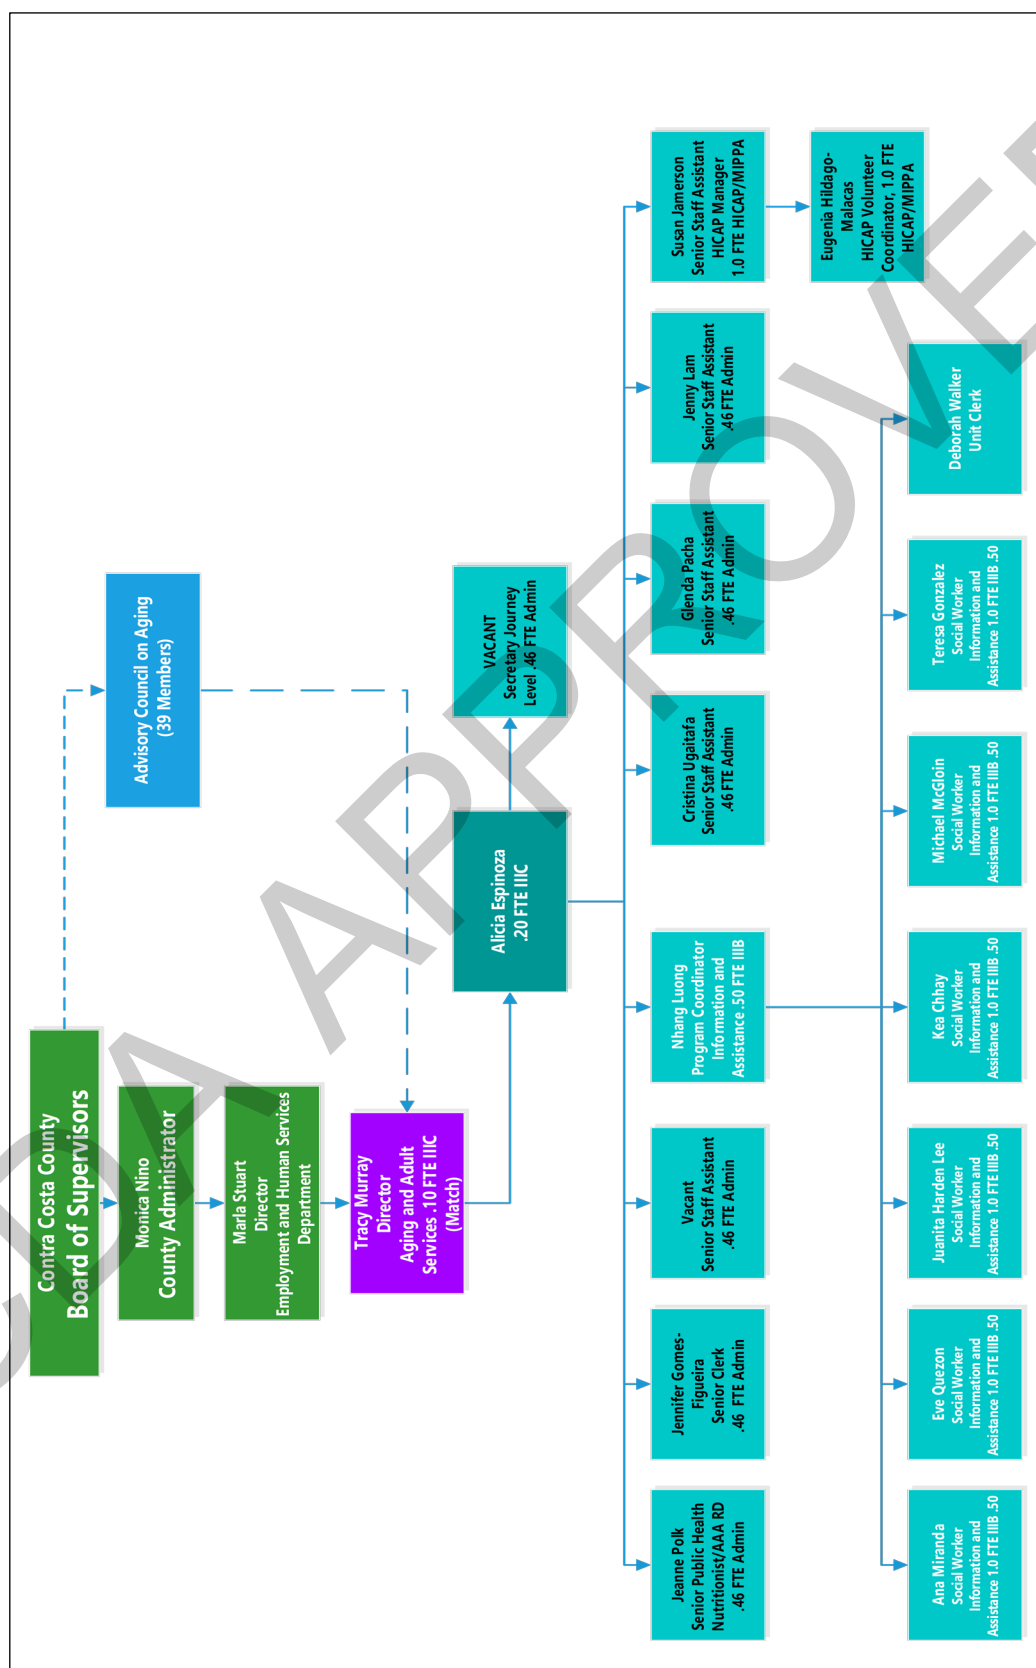 Contra Costa County
Board of Supervisors
Monica Nino
County Administrator
Marla Stuart
Director
Employment and Human Services
Department
Advisory Council on Aging
(39 Members)
Tracy Murray
Director
Aging and Adult
Services .10 FTE IIIC
(Match)
Alicia Espinoza
.20 FTE IIIC
VACANT
Secretary Journey
Level .46 FTE Admin
Jeanne Polk
Senior Public Health
Nutritionist/AAA RD
.46 FTE Admin
Jennifer Gomes-
Figueira
Senior Clerk
.46 FTE Admin
Vacant
Senior Staff Assistant
.46 FTE Admin
Nhang Luong
Program Coordinator
Information and
Assistance .50 FTE IIIB
Cristina Ugaitafa
Senior Staff Assistant
.46 FTE Admin
Glenda Pacha
Senior Staff Assistant
.46 FTE Admin
Jenny Lam
Senior Staff Assistant
.46 FTE Admin
Susan Jamerson
Senior Staff Assistant
HICAP Manager
1.0 FTE HICAP/MIPPA
Eugenia Hildago-
Malacas
HICAP Volunteer
Coordinator, 1.0 FTE
HICAP/MIPPA
Ana Miranda
Social Worker
Information and
Assistance 1.0 FTE IIIB .50
Eve Quezon
Social Worker
Information and
Assistance 1.0 FTE IIIB .50
Juanita Harden Lee
Social Worker
Information and
Assistance 1.0 FTE IIIB .50
Kea Chhay
Social Worker
Information and
Assistance 1.0 FTE IIIB .50
Michael McGloin
Social Worker
Information and
Assistance 1.0 FTE IIIB .50
Teresa Gonzalez
Social Worker
Information and
Assistance 1.0 FTE IIIB .50
Deborah Walker
Unit Clerk
CDA APPROVED